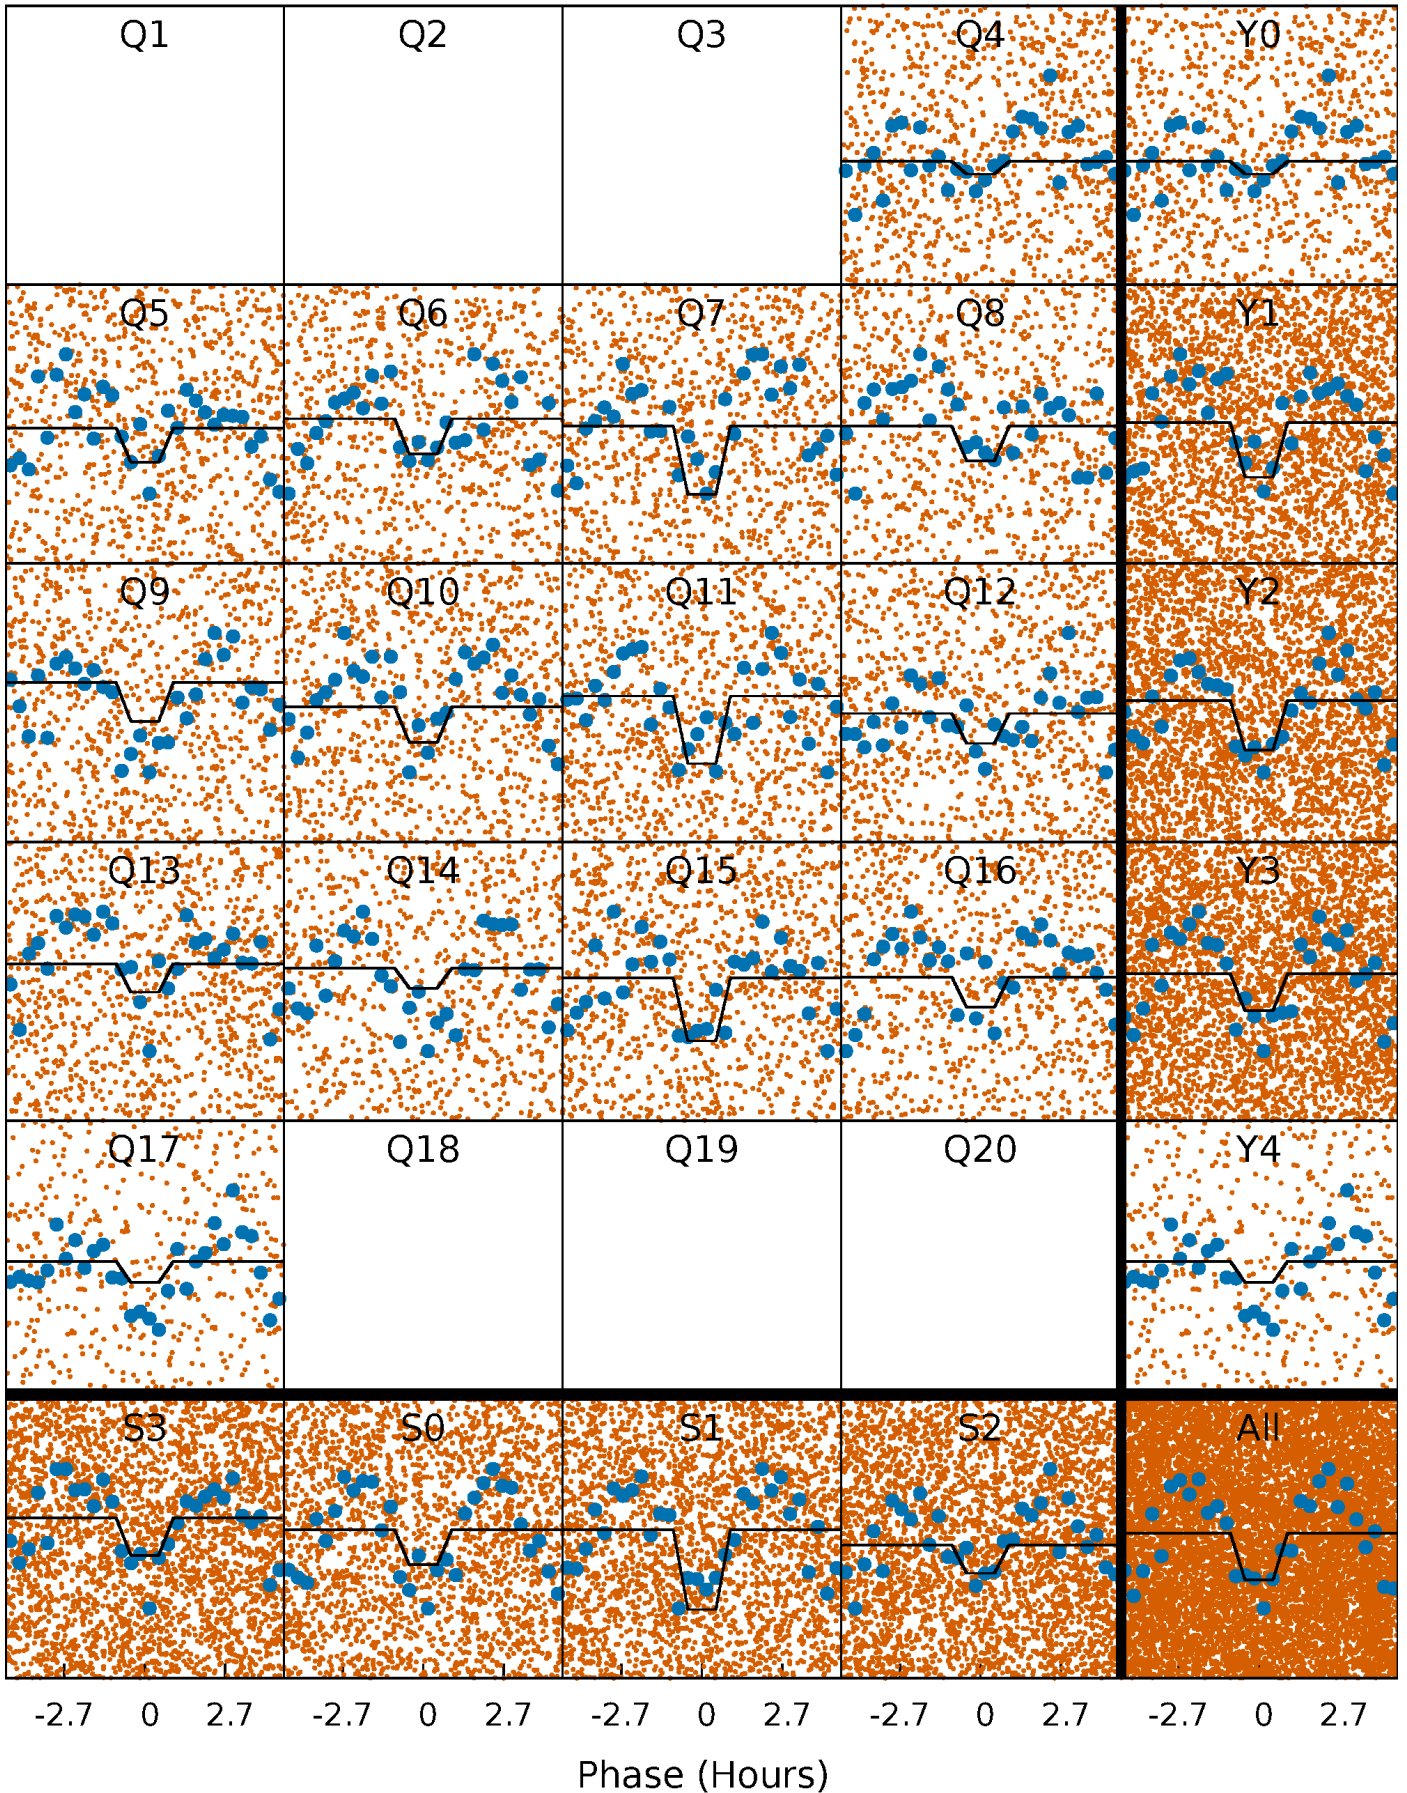 Q1 Q2 Q3 Q4 Y0
Q5 Q6 Q7 Q8 Y1
Q9 Q10 Q11 Q12 Y2
Q13 Q14 Q15 Q16 Y3
Q17 Q18 Q19 Q20 Y4
S3 S0 S1 S2 All
-2.7 0 2.7 -2.7 0 2.7 -2.7 0 2.7 -2.7 0 2.7 -2.7 0 2.7
Phase (Hours)